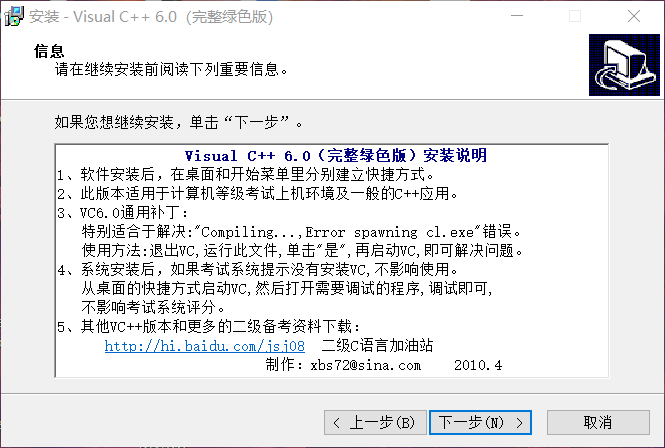 安装 - Visual C++ 6.0（完整绿色版）
信息
请在继续安装前阅读下列重要信息。
如果您想继续安装，单击“下一步”。
Visual C++ 6.0（完整绿色版）安装说明
1、软件安装后，在桌面和开始菜单里分别建立快捷方式。
2、此版本适用于计算机等级考试上机环境及一般的C++应用。
3、VC6.0通用补丁：
特别适合于解决:"Compiling...,Error spawning cl.exe"错误。
使用方法:退出VC,运行此文件,单击"是",再启动VC,即可解决问题。
4、系统安装后，如果考试系统提示没有安装VC,不影响使用。
从桌面的快捷方式启动VC,然后打开需要调试的程序,调试即可,
不影响考试系统评分。
5、其他VC++版本和更多的二级备考资料下载：
http://hi.baidu.com/jsj08 二级C语言加油站
制作：xbs72@sina.com 2010.4
< 上一步(B) 下一步(N) > 取消